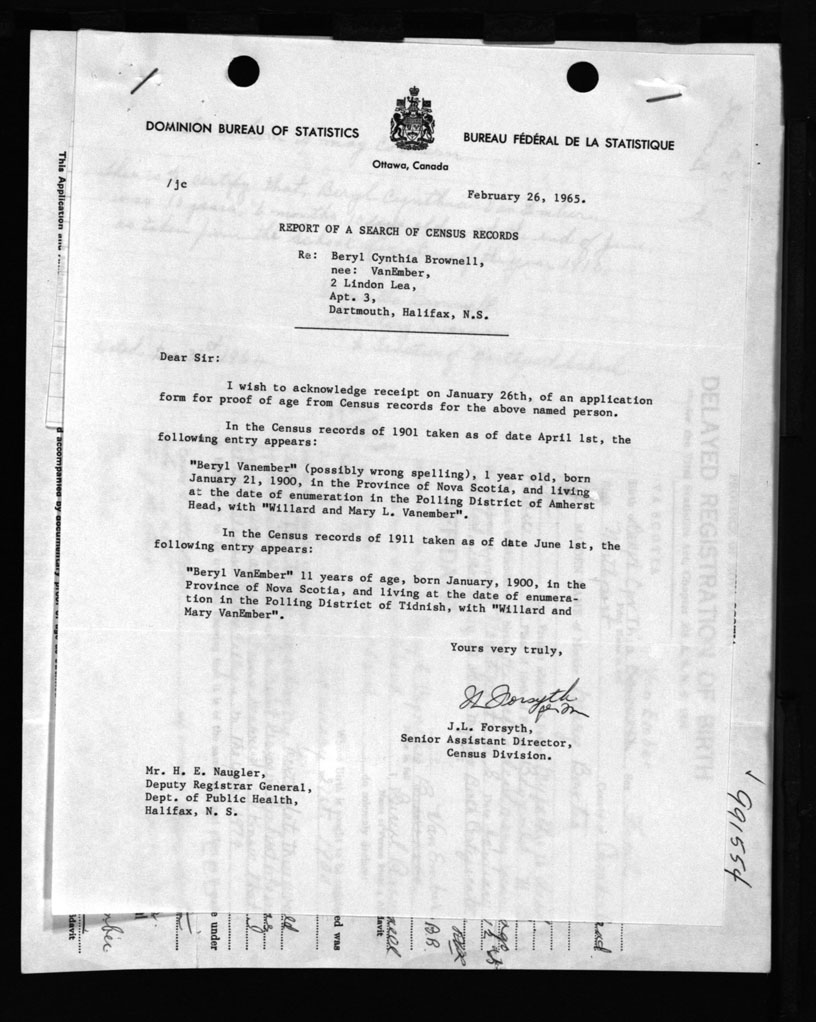 DOMINION BUREAU OF STATISTICS
BUREAU FÉDÉRAL DE LA STATISTIQUE
Ottawa, Canada
/jc
February 26, 1965.
REPORT OF A SEARCH OF CENSUS RECORDS
Re: Beryl Cynthia Brownell,
nee: VanEmber,
2 Lindon Lea,
Apt. 3,
Dartmouth, Halifax, N.S.
Dear Sir:
I wish to acknowledge receipt on January 26th, of an application
form for proof of age from Census records for the above named person.
In the Census records of 1901 taken as of date April 1st, the
following entry appears:
"Beryl Vanember" (possibly wrong spelling), 1 year old, born
January 21, 1900, in the Province of Nova Scotia, and living
at the date of enumeration in the Polling District of Amherst
Head, with "Willard and Mary L. Vanember".
In the Census records of 1911 taken as of date June 1st, the
following entry appears:
"Beryl VanEmber" 11 years of age, born January, 1900, in the
Province of Nova Scotia, and living at the date of enumera-
tion in the Polling District of Tidnish, with "Willard and
Mary VanEmber".
Yours very truly,
J.L. Forsyth,
Senior Assistant Director,
Census Division.
Mr. H. E. Naugler,
Deputy Registrar General,
Dept. of Public Health,
Halifax, N. S.
991554
This Application and
DELAYED REGISTRATION OF BIRTH
davit
e under
ed was
davit